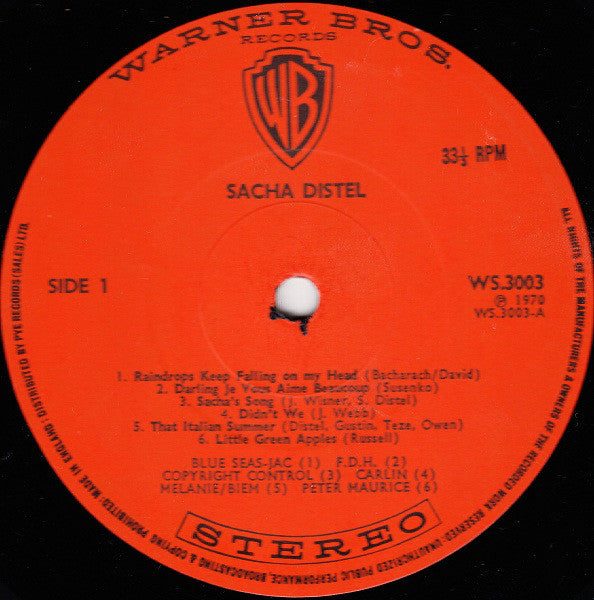 WARNER BROS.
RECORDS
WB
33⅓ RPM
SACHA DISTEL
SIDE 1
WS.3003
℗ 1970
WS.3003-A
1. Raindrops Keep Falling on my Head (Bacharach/David)
2. Darling Je Vous Aime Beaucoup (Susenko)
3. Sacha's Song (J. Wisner, S. Distel)
4. Didn't We (J. Webb)
5. That Italian Summer (Distel, Gustin, Teze, Owen)
6. Little Green Apples (Russell)
BLUE SEAS-JAC (1) F.D.H. (2)
COPYRIGHT CONTROL (3) CARLIN (4)
MELANIE/BIEM (5) PETER MAURICE (6)
STEREO
ALL RIGHTS OF THE MANUFACTURERS & OWNERS OF THE RECORDED WORK RESERVED: UNAUTHORIZED PUBLIC PERFORMANCE, BROADCASTING & COPYING PROHIBITED: MADE IN ENGLAND: DISTRIBUTED BY PYE RECORDS (SALES) LTD.